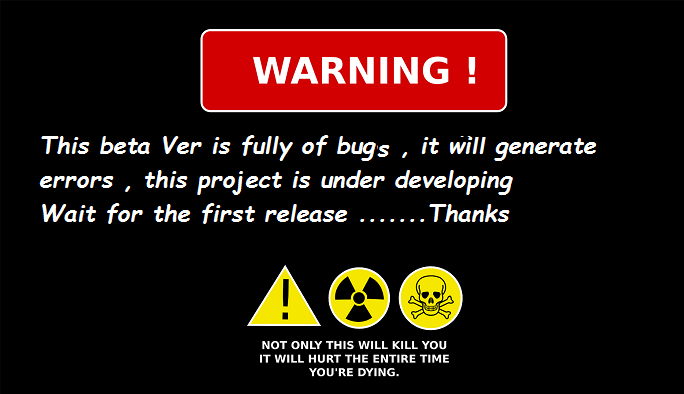 WARNING !
This beta Ver is fully of bugs , it will generate
errors , this project is under developing
Wait for the first release .......Thanks
!
NOT ONLY THIS WILL KILL YOU
IT WILL HURT THE ENTIRE TIME
YOU'RE DYING.